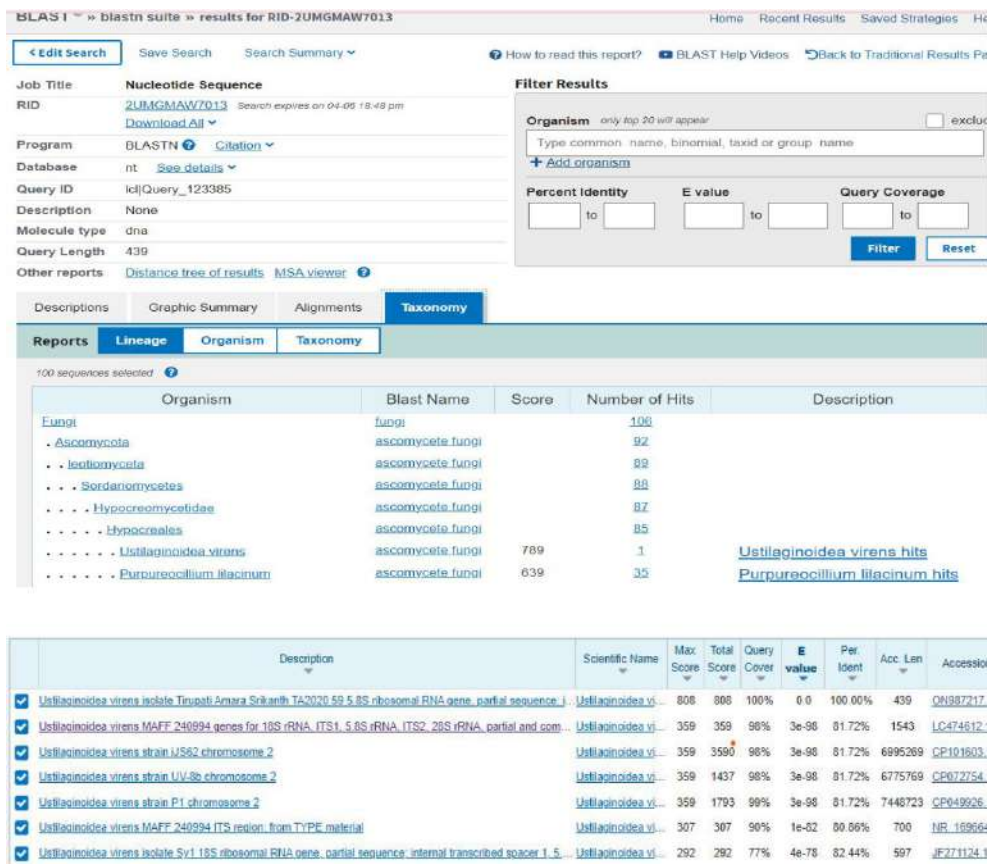 BLAST ™ » blastn suite » results for RID-2UMGMAW7013
Home Recent Results Saved Strategies
< Edit Search Save Search Search Summary
How to read this report? BLAST Help Videos Back to Traditional Results
Job Title Nucleotide Sequence
RID 2UMGMAW7013 Search expires on 04-06 18:48 pm
Download All
Program BLASTN Citation
Database nt See details
Query ID lcl|Query_123385
Description None
Molecule type dna
Query Length 439
Other reports Distance tree of results MSA viewer
Filter Results
Organism only top 20 will appear
Type common name, binomial, taxid or group name
+ Add organism
Percent Identity E value Query Coverage
to to to
Filter Reset
Descriptions Graphic Summary Alignments Taxonomy
Reports Lineage Organism Taxonomy
100 sequences selected
Organism Blast Name Score Number of Hits Description
Fungi fungi 106
. Ascomycota ascomycete fungi 92
. . leotiomyceta ascomycete fungi 89
. . . Sordariomycetes ascomycete fungi 88
. . . . Hypocreomycetidae ascomycete fungi 87
. . . . . Hypocreales ascomycete fungi 85
. . . . . . Ustilaginoidea virens ascomycete fungi 789 1 Ustilaginoidea virens hits
. . . . . . Purpureocillium lilacinum ascomycete fungi 639 35 Purpureocillium lilacinum hits
Description Scientific Name Max Score Total Score Query Cover E value Per. Ident Acc. Len Accession
Ustilaginoidea virens isolate Tirupati Amara Srikanth TA2020 59 5.8S ribosomal RNA gene, partial sequence; i... Ustilaginoidea vi... 808 808 100% 0.0 100.00% 439 ON987217.
Ustilaginoidea virens MAFF 240994 genes for 18S rRNA, ITS1, 5.8S rRNA, ITS2, 28S rRNA, partial and com... Ustilaginoidea vi... 359 359 98% 3e-98 81.72% 1543 LC474612.
Ustilaginoidea virens strain iJS62 chromosome 2 Ustilaginoidea vi... 359 3590 98% 3e-98 81.72% 6995269 CP101603.
Ustilaginoidea virens strain UV-8b chromosome 2 Ustilaginoidea vi... 359 1437 98% 3e-98 81.72% 6775769 CP072754.
Ustilaginoidea virens strain P1 chromosome 2 Ustilaginoidea vi... 359 1793 99% 3e-98 81.72% 7448723 CP049926.
Ustilaginoidea virens MAFF 240994 ITS region; from TYPE material Ustilaginoidea vi... 307 307 90% 1e-82 80.86% 700 NR_169664
Ustilaginoidea virens isolate Sy1 18S ribosomal RNA gene, partial sequence; internal transcribed spacer 1, 5.... Ustilaginoidea vi... 292 292 77% 4e-78 82.44% 597 JF271124.1